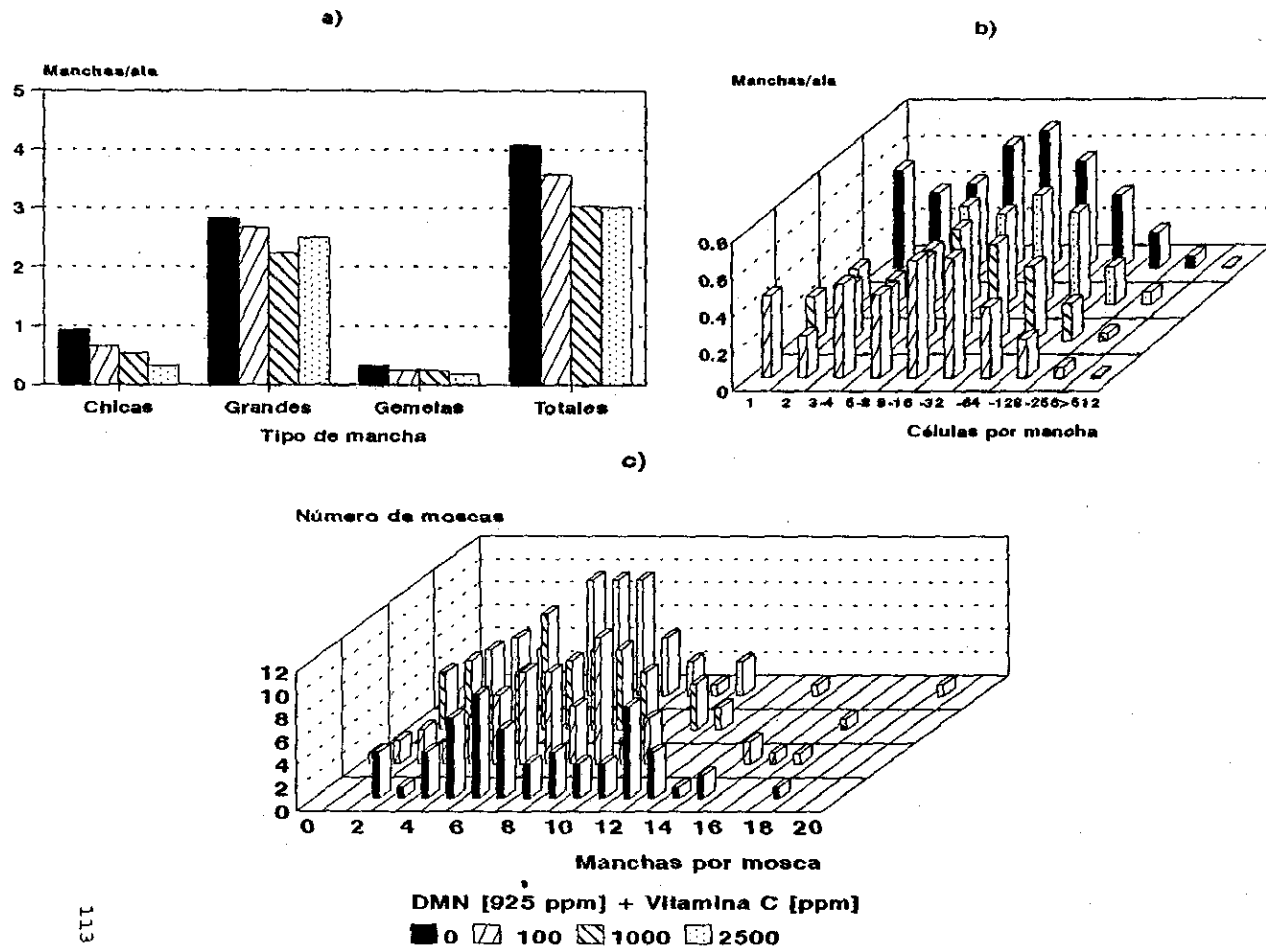 a)
Manchas/ala
5
4
3
2
1
0
Chicas Grandes Gemelas Totales
Tipo de mancha
b)
Manchas/ala
0.8
0.6
0.4
0.2
0
1 2 3-4 5-8 9-16 -32 -64 -128 -256 >512
Células por mancha
c)
Número de moscas
12
10
8
6
4
2
0
0 2 4 6 8 10 12 14 16 18 20
Manchas por mosca
DMN [925 ppm] + Vitamina C [ppm]
0 100 1000 2500
113